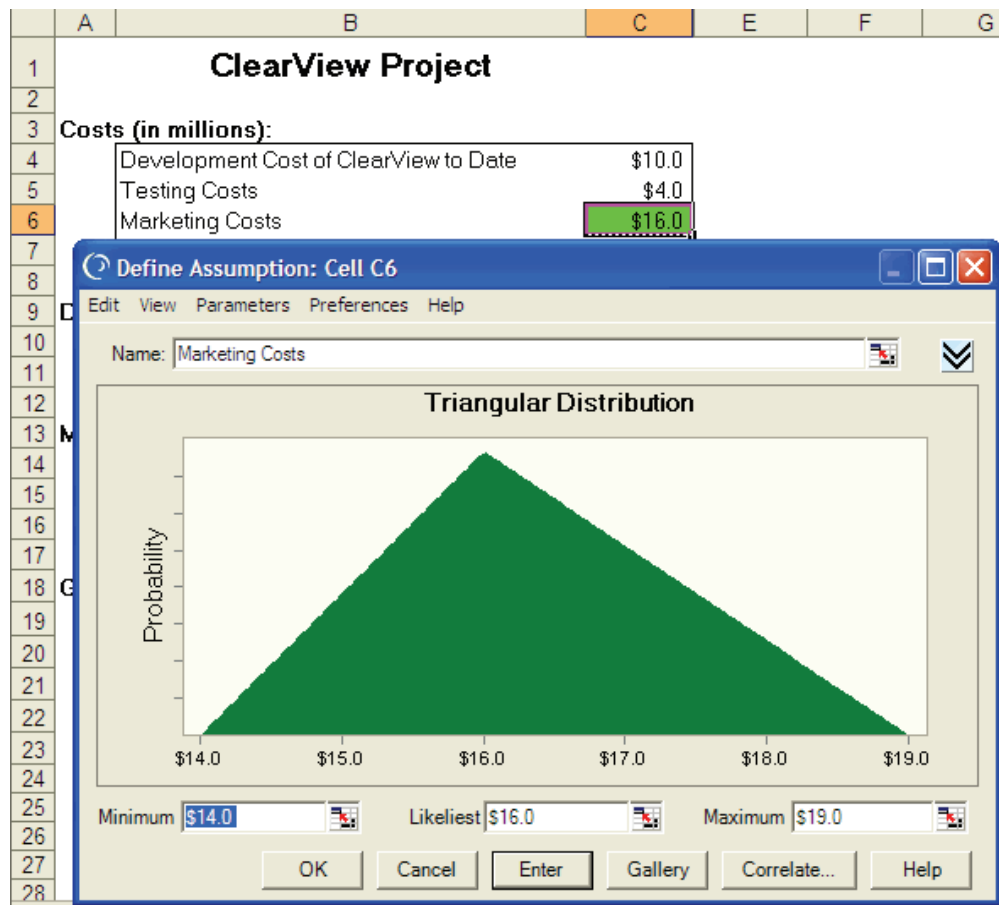 A B C E F G
1 ClearView Project
2
3 Costs (in millions):
4 Development Cost of ClearView to Date $10.0
5 Testing Costs $4.0
6 Marketing Costs $16.0
7
Define Assumption: Cell C6
8
Edit View Parameters Preferences Help
9 D
10
Name: Marketing Costs
11
12 Triangular Distribution
13 M
14
15
16
17
18 G
19
20
21
22
23
24
25
26
27
28
Probability
$14.0 $15.0 $16.0 $17.0 $18.0 $19.0
Minimum $14.0 Likeliest $16.0 Maximum $19.0
OK Cancel Enter Gallery Correlate... Help